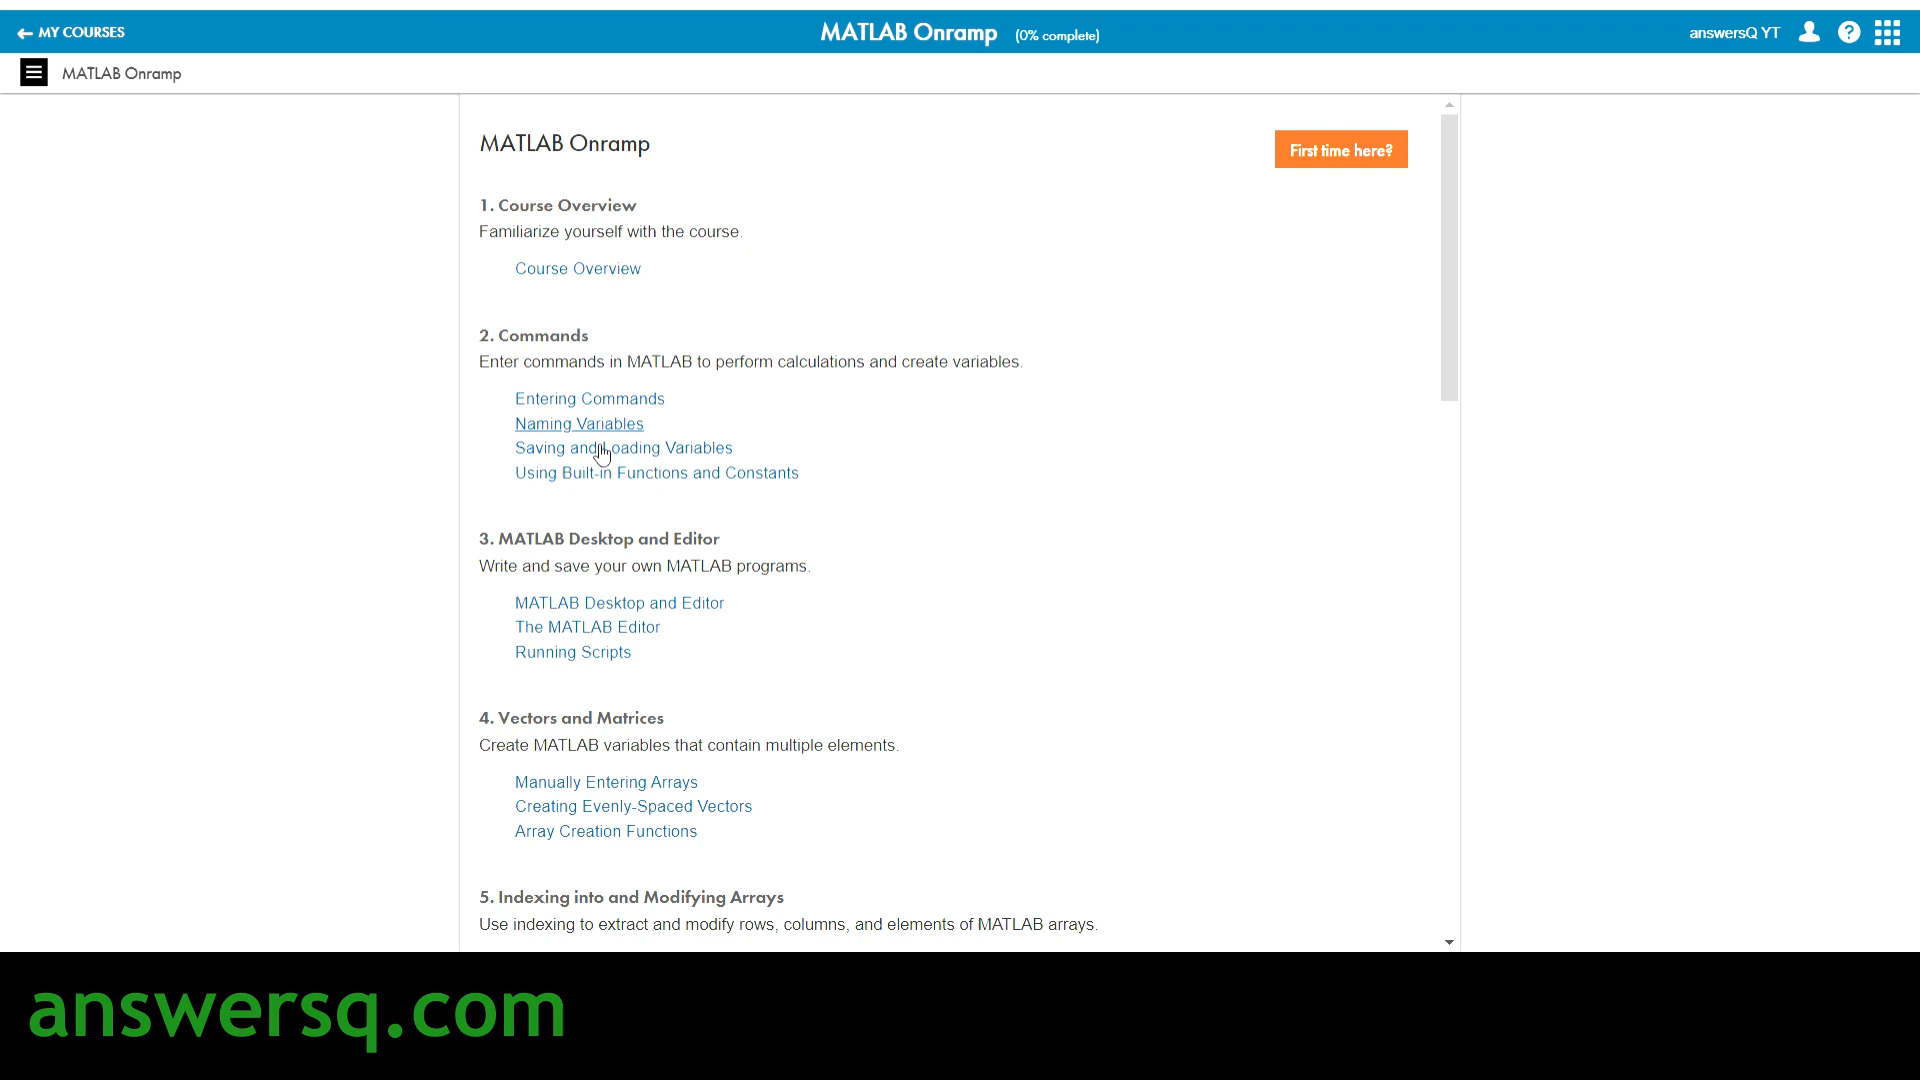 ← MY COURSES
MATLAB Onramp (0% complete)
answersQ YT
?
MATLAB Onramp
MATLAB Onramp
First time here?
1. Course Overview
Familiarize yourself with the course.
Course Overview
2. Commands
Enter commands in MATLAB to perform calculations and create variables.
Entering Commands
Naming Variables
Saving and Loading Variables
Using Built-in Functions and Constants
3. MATLAB Desktop and Editor
Write and save your own MATLAB programs.
MATLAB Desktop and Editor
The MATLAB Editor
Running Scripts
4. Vectors and Matrices
Create MATLAB variables that contain multiple elements.
Manually Entering Arrays
Creating Evenly-Spaced Vectors
Array Creation Functions
5. Indexing into and Modifying Arrays
Use indexing to extract and modify rows, columns, and elements of MATLAB arrays.
answersq.com